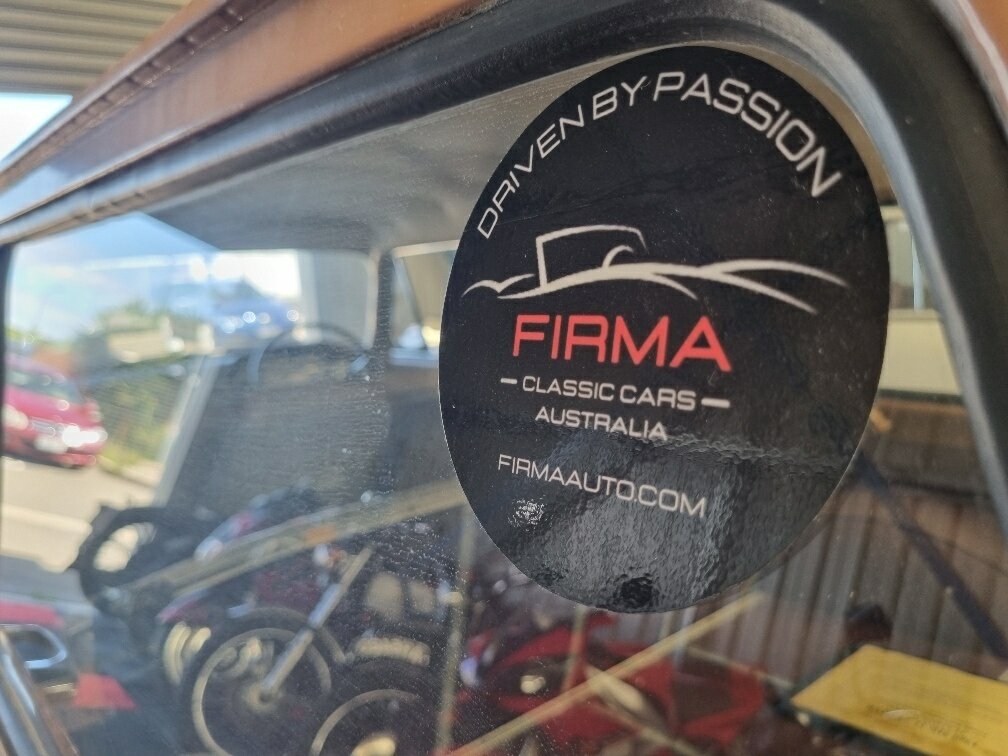 DRIVEN BY PASSION
FIRMA
CLASSIC CARS
AUSTRALIA
FIRMAAUTO.COM